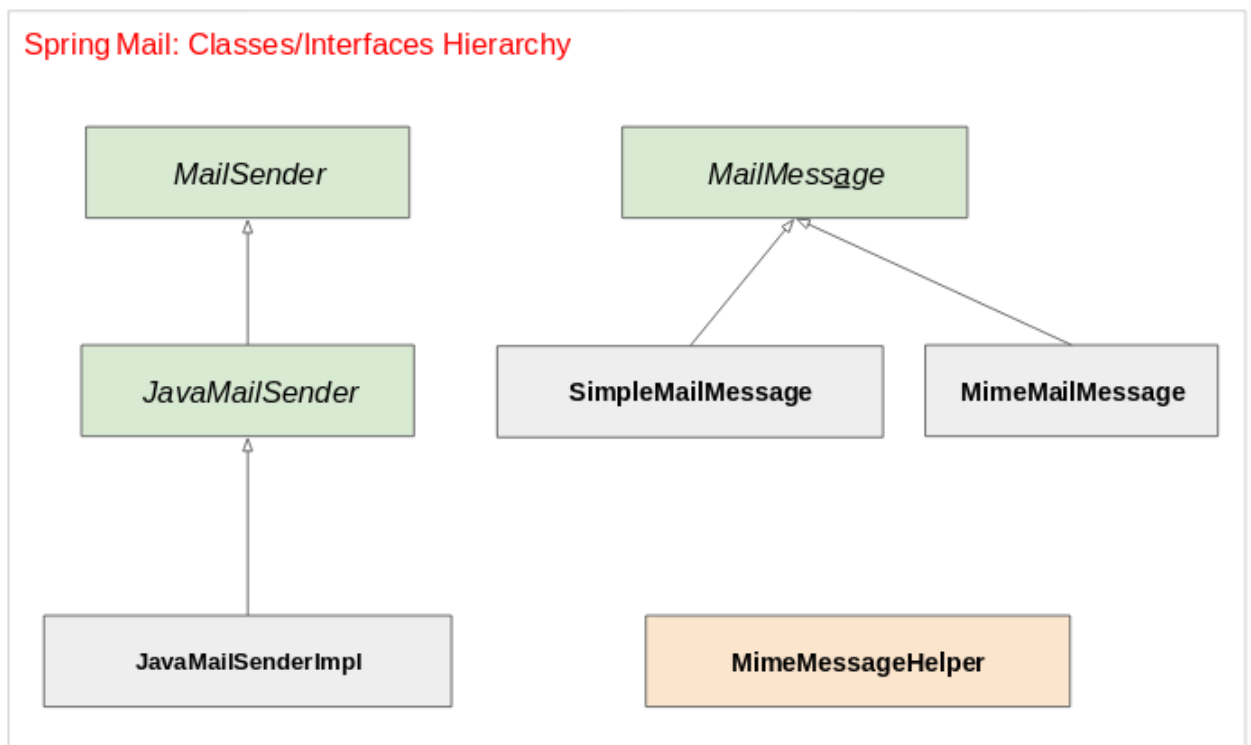 Spring Mail: Classes/Interfaces Hierarchy
MailSender
MailMessage
JavaMailSender
SimpleMailMessage
MimeMailMessage
JavaMailSenderImpl
MimeMessageHelper